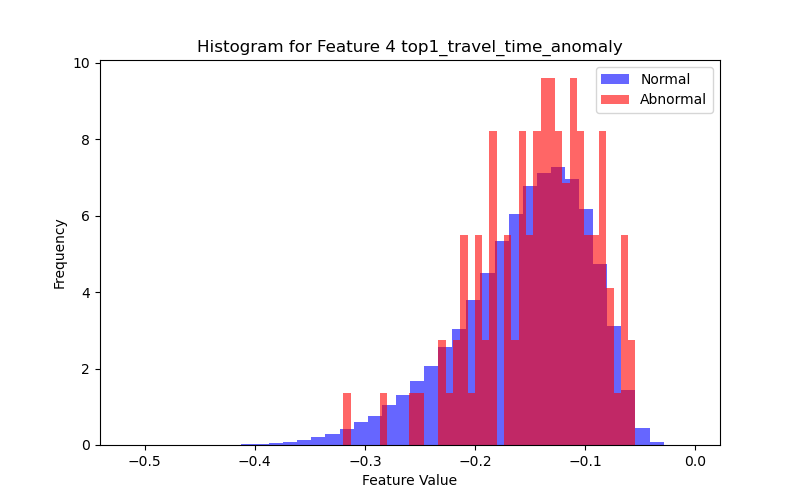 Histogram for Feature 4 top1_travel_time_anomaly
Normal
Abnormal
10
8
6
4
2
0
Frequency
−0.5
−0.4
−0.3
−0.2
−0.1
0.0
Feature Value